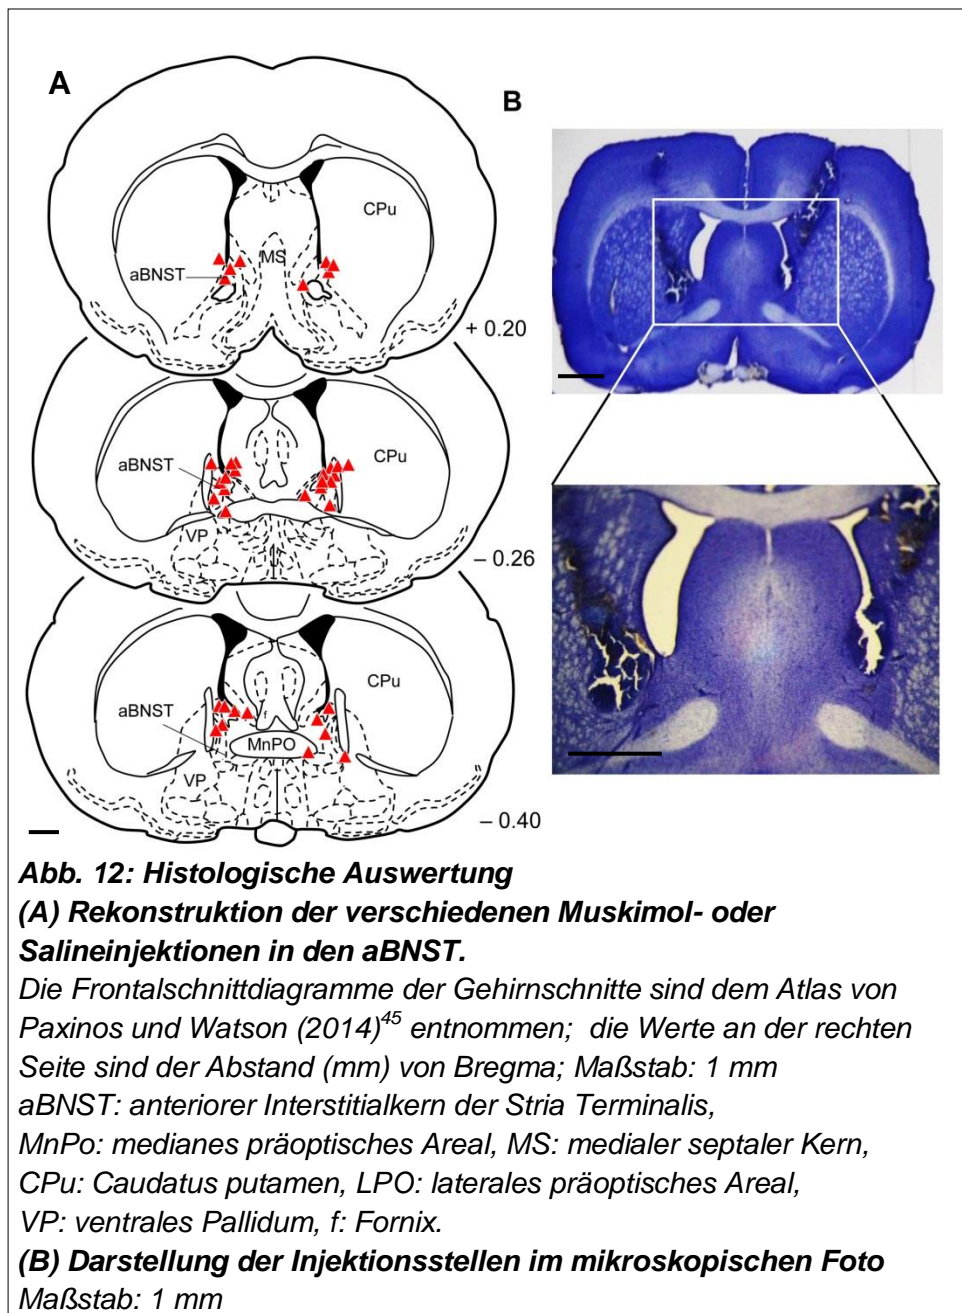 A
B
CPu
MS
aBNST
+ 0.20
CPu
aBNST
VP
– 0.26
CPu
aBNST
f
MnPO
VP
– 0.40
Abb. 12: Histologische Auswertung
(A) Rekonstruktion der verschiedenen Muskimol- oder
Salineinjektionen in den aBNST.
Die Frontalschnittdiagramme der Gehirnschnitte sind dem Atlas von
Paxinos und Watson (2014)45 entnommen; die Werte an der rechten
Seite sind der Abstand (mm) von Bregma; Maßstab: 1 mm
aBNST: anteriorer Interstitialkern der Stria Terminalis,
MnPo: medianes präoptisches Areal, MS: medialer septaler Kern,
CPu: Caudatus putamen, LPO: laterales präoptisches Areal,
VP: ventrales Pallidum, f: Fornix.
(B) Darstellung der Injektionsstellen im mikroskopischen Foto
Maßstab: 1 mm